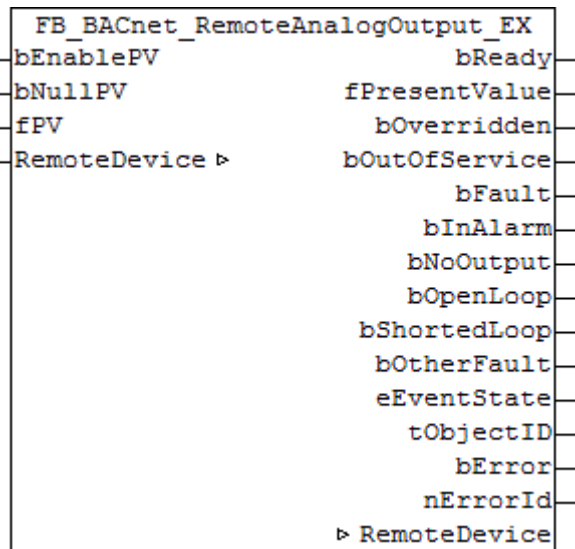 FB_BACnet_RemoteAnalogOutput_EX
bEnablePV bReady
bNullPV fPresentValue
fPV bOverridden
RemoteDevice ▷ bOutOfService
bFault
bInAlarm
bNoOutput
bOpenLoop
bShortedLoop
bOtherFault
eEventState
tObjectID
bError
nErrorId
▷ RemoteDevice